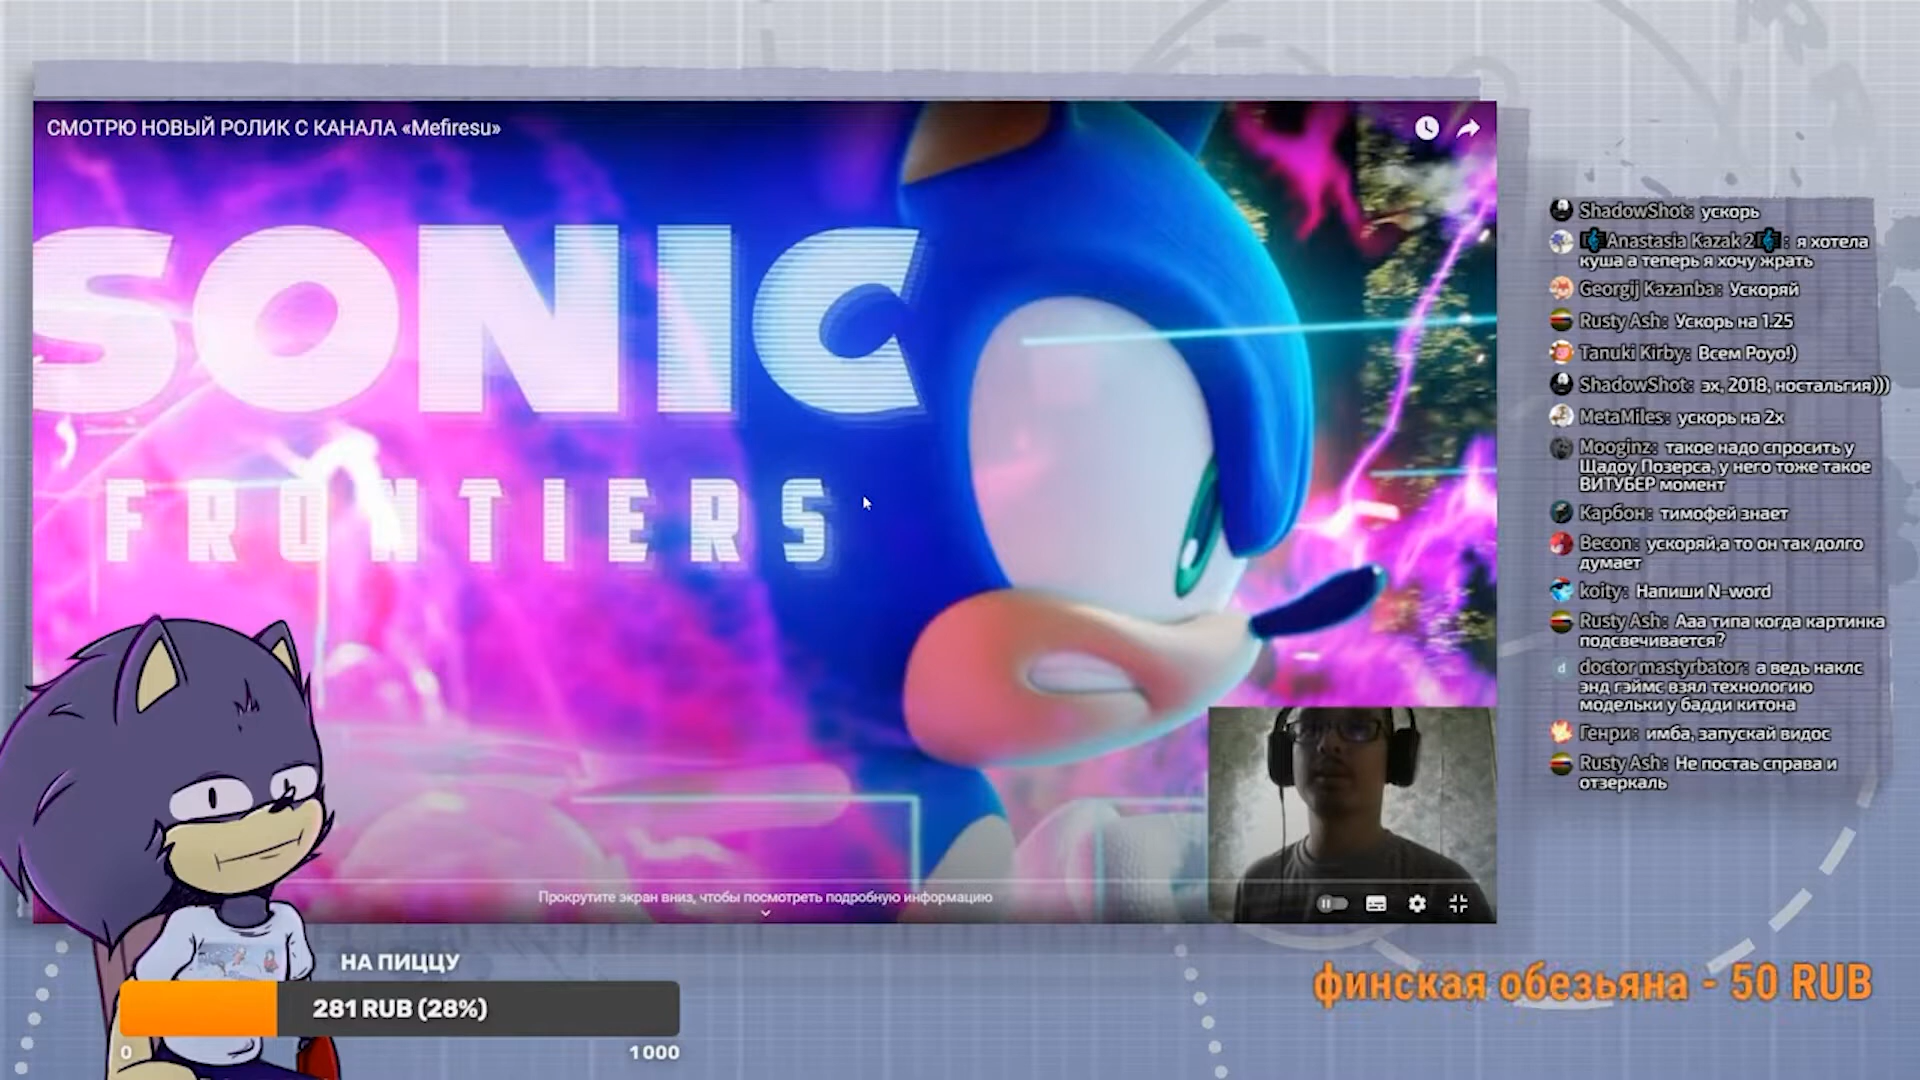 СМОТРЮ НОВЫЙ РОЛИК С КАНАЛА «Mefiresu»
SONIC
FRONTIERS
Прокрутите экран вниз, чтобы посмотреть подробную информацию
ShadowShot: ускорь
Anastasia Kazak 2 : я хотела
куша а теперь я хочу жрать
Georgij Kazanba: Ускоряй
Rusty Ash: Ускорь на 1.25
Tanuki Kirby: Всем Poyo!)
ShadowShot: эх, 2018, ностальгия)))
MetaMiles: ускорь на 2x
Mooginz: такое надо спросить у
Щадоу Позерса, у него тоже такое
ВИТУБЕР момент
Карбон: тимофей знает
Becon: ускоряй,а то он так долго
думает
koity: Напиши N-word
Rusty Ash: Ааа типа когда картинка
подсвечивается?
doctor mastyrbator: а ведь наклс
энд гэймс взял технологию
модельки у бадди китона
Генри: имба, запускай видос
Rusty Ash: Не постаь справа и
отзеркаль
НА ПИЦЦУ
281 RUB (28%)
0
1000
финская обезьяна - 50 RUB